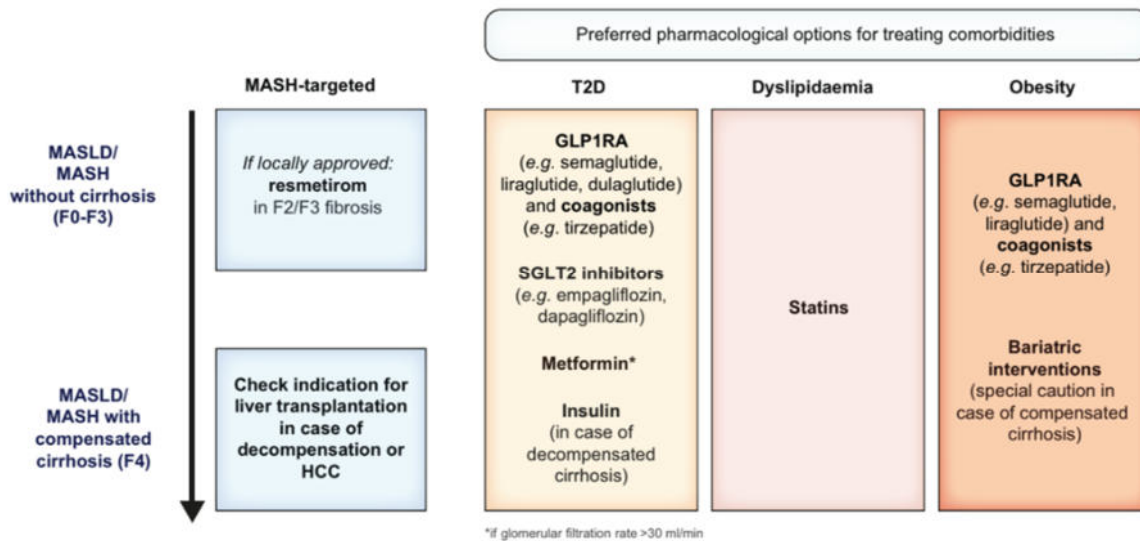 Preferred pharmacological options for treating comorbidities
MASH-targeted
T2D
Dyslipidaemia
Obesity
MASLD/
MASH
without cirrhosis
(F0-F3)
If locally approved:
resmetirom
in F2/F3 fibrosis
MASLD/
MASH with
compensated
cirrhosis (F4)
Check indication for
liver transplantation
in case of
decompensation or
HCC
GLP1RA
(e.g. semaglutide,
liraglutide, dulaglutide)
and coagonists
(e.g. tirzepatide)
SGLT2 inhibitors
(e.g. empagliflozin,
dapagliflozin)
Metformin*
Insulin
(in case of
decompensated
cirrhosis)
Statins
GLP1RA
(e.g. semaglutide,
liraglutide) and
coagonists
(e.g. tirzepatide)
Bariatric
interventions
(special caution in
case of compensated
cirrhosis)
*if glomerular filtration rate >30 ml/min